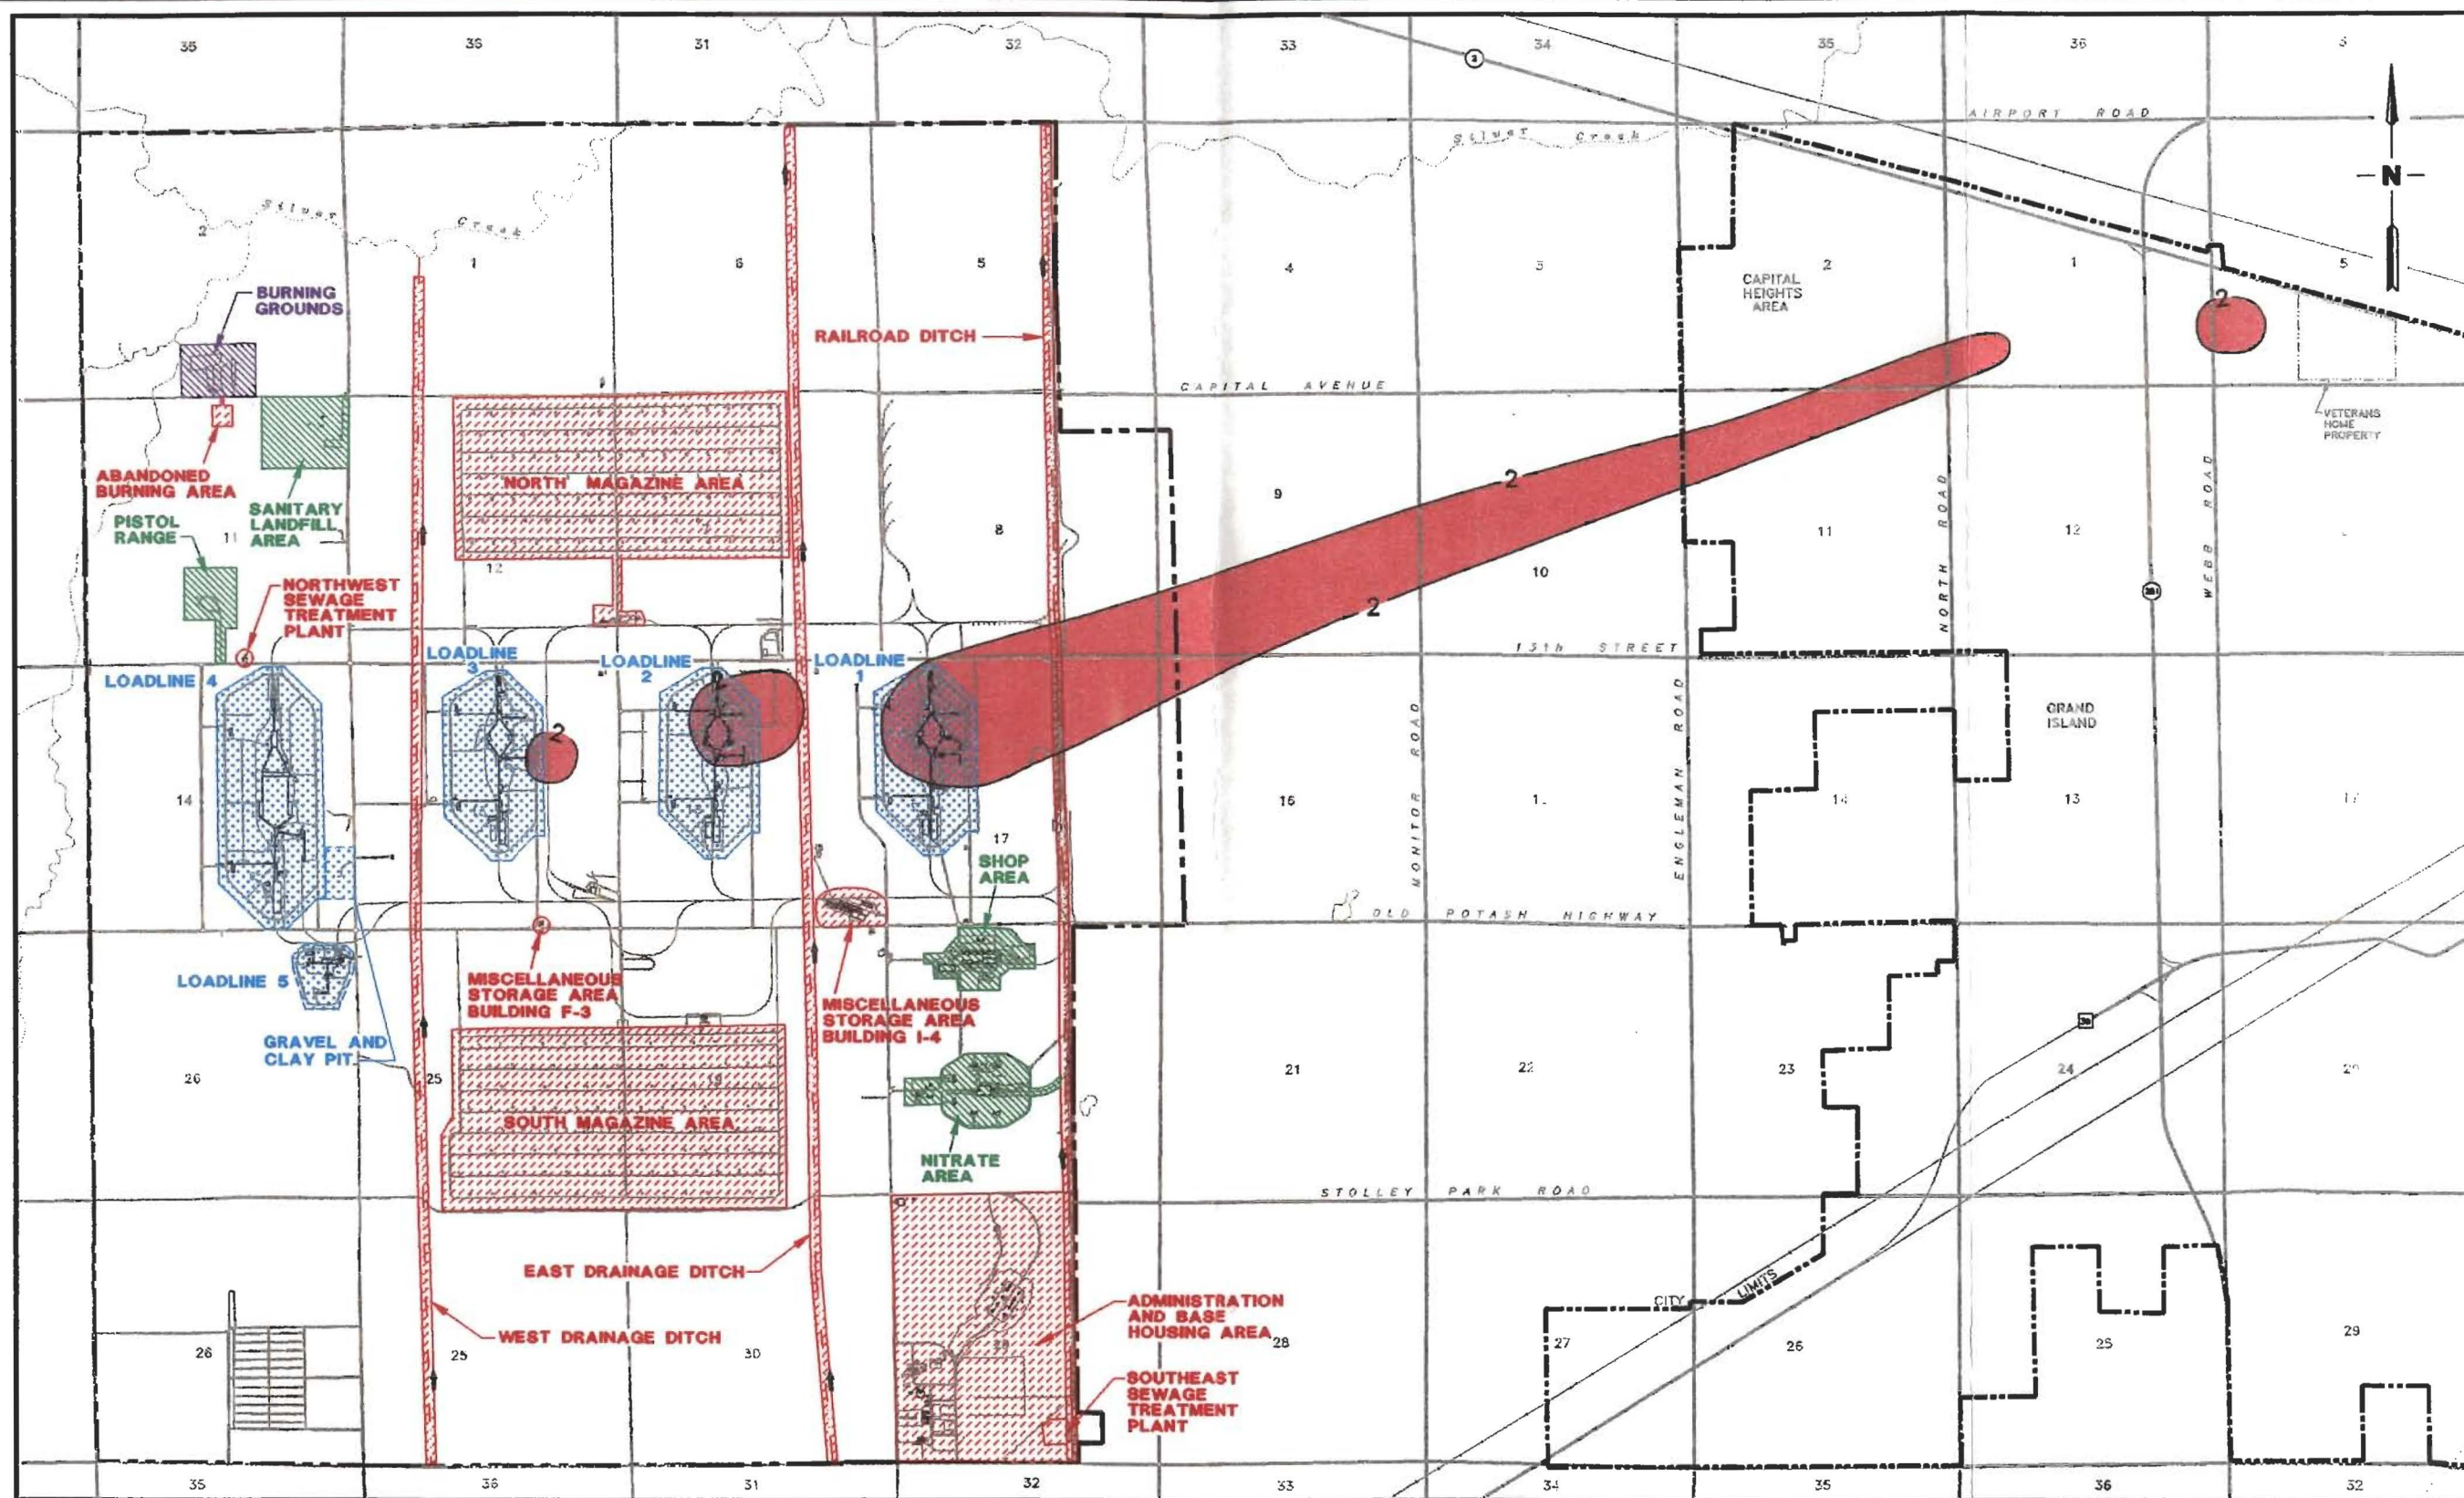 35
36
31
32
33
34
35
36
2
AIRPORT ROAD
Silver Creek
N
Silver
Creek
2
1
6
5
4
3
2
1
5
CAPITAL
HEIGHTS
AREA
BURNING
GROUNDS
RAILROAD DITCH
2
CAPITAL AVENUE
VETERANS
HOME
PROPERTY
ABANDONED
BURNING AREA
SANITARY
LANDFILL
AREA
NORTH MAGAZINE AREA
2
9
8
PISTOL
RANGE
11
11
12
12
10
NORTHWEST
SEWAGE
TREATMENT
PLANT
2
NORTH ROAD
WEBB ROAD
281
13th STREET
LOADLINE
3
LOADLINE
2
LOADLINE
1
LOADLINE 4
2
GRAND
ISLAND
MONITOR ROAD
ENGLEMAN ROAD
14
16
14
13
17
17
SHOP
AREA
OLD POTASH HIGHWAY
LOADLINE 5
MISCELLANEOUS
STORAGE AREA
BUILDING F-3
MISCELLANEOUS
STORAGE AREA
BUILDING I-4
30
GRAVEL AND
CLAY PIT
26
25
19
21
22
23
24
SOUTH MAGAZINE AREA
NITRATE
AREA
STOLLEY PARK ROAD
EAST DRAINAGE DITCH
ADMINISTRATION
AND BASE
HOUSING AREA
CITY LIMITS
WEST DRAINAGE DITCH
26
25
30
28
27
26
25
29
SOUTHEAST
SEWAGE
TREATMENT
PLANT
35
36
31
32
33
34
35
36
32